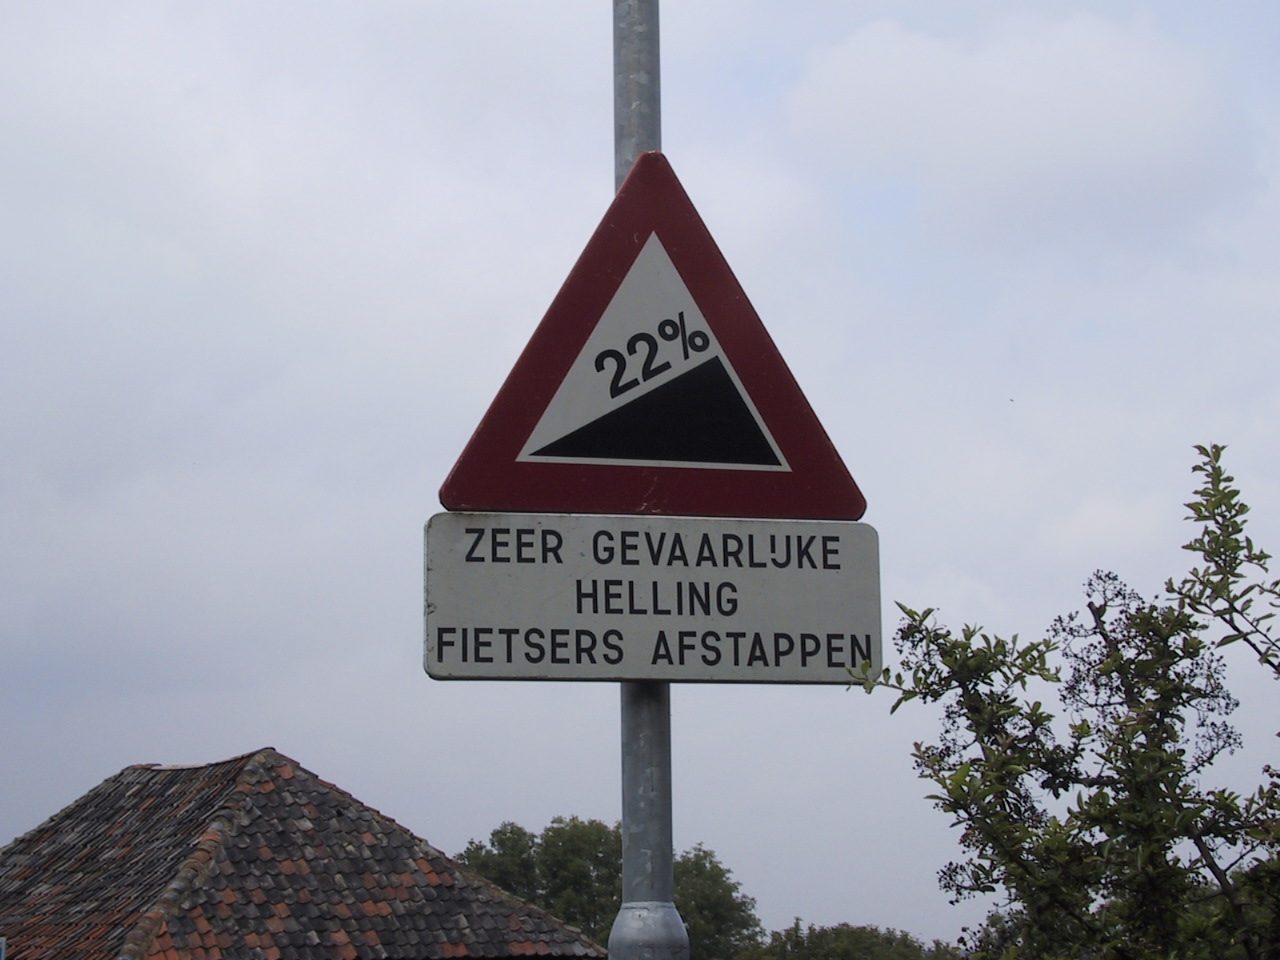 22%
ZEER GEVAARLIJKE
HELLING
FIETSERS AFSTAPPEN